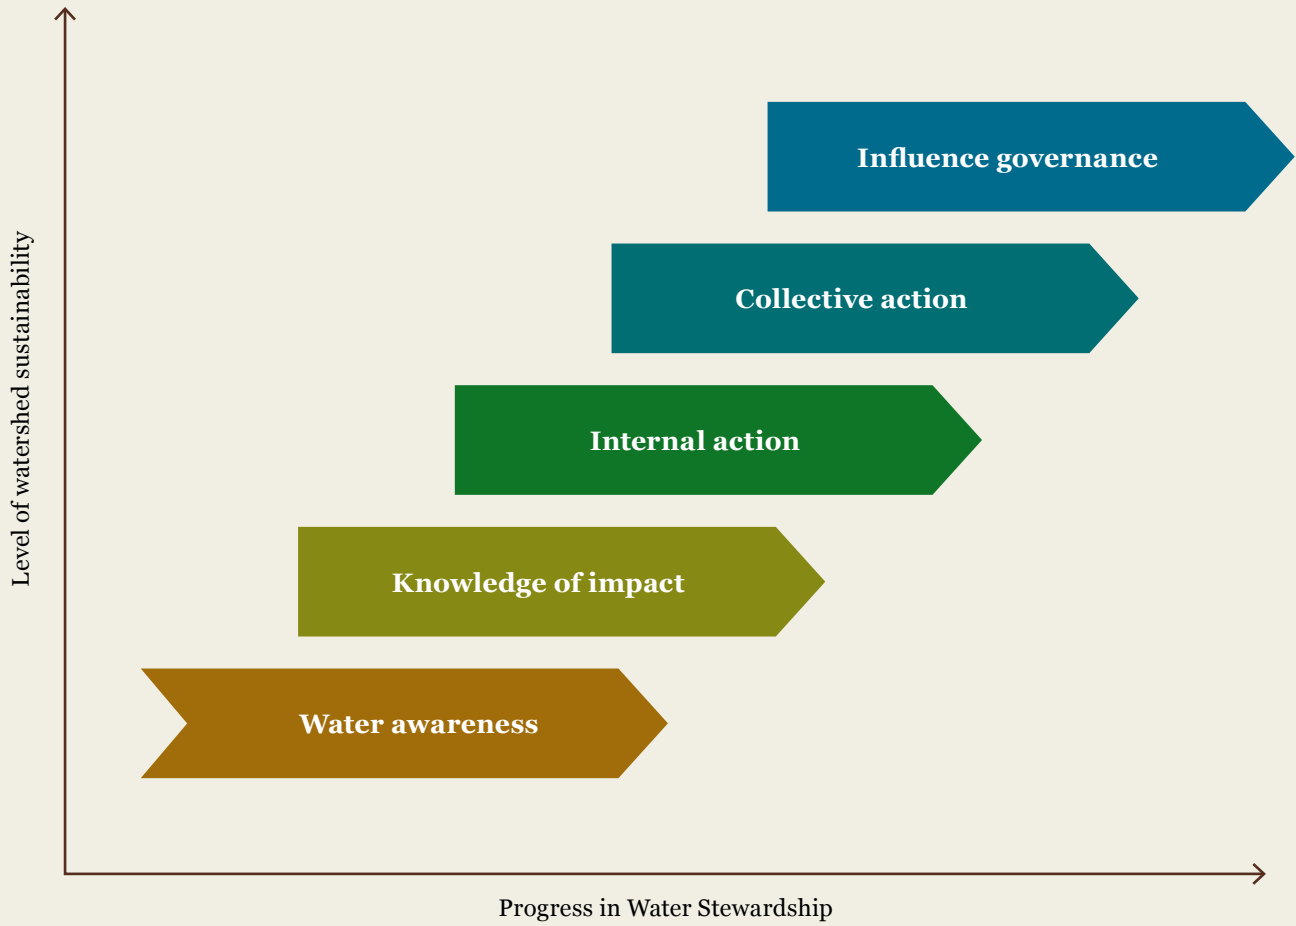 Influence governance
Collective action
Internal action
Knowledge of impact
Water awareness
Level of watershed sustainability
Progress in Water Stewardship